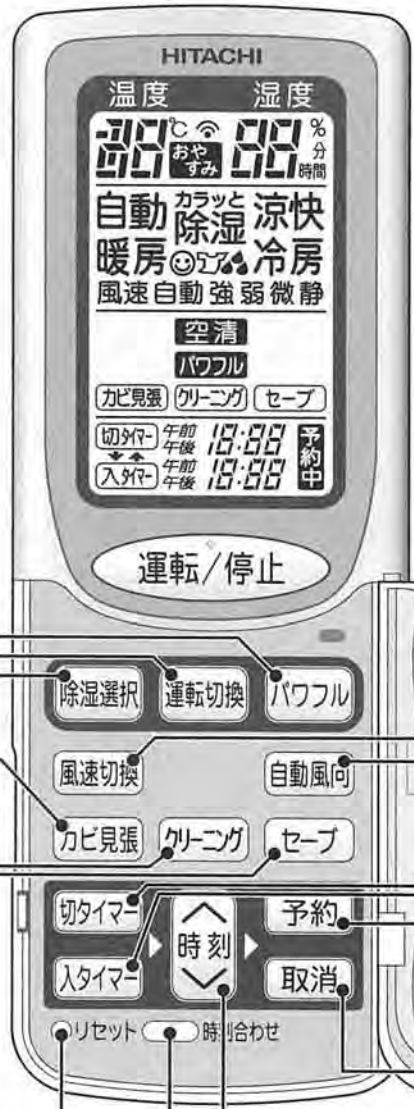 HITACHI
温度 湿度
88℃ おやすみ 88% 分 時間
自動 カラッと除湿 涼快
暖房 冷房
風速自動強弱微静
空清
パワフル
カビ見張 クリーニング セーブ
切タイマー 午前 午後 18:88 予約中
入タイマー 午前 午後 18:88
運転/停止
除湿選択 運転切換 パワフル
風速切換 自動風向
カビ見張 クリーニング セーブ
切タイマー 時刻 予約
入タイマー 取消
リセット 時刻合わせ